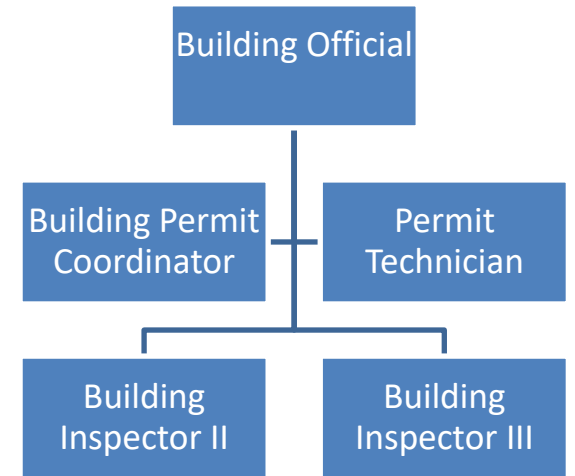 Building Official
Building Permit
Coordinator
Permit
Technician
Building
Inspector II
Building
Inspector III